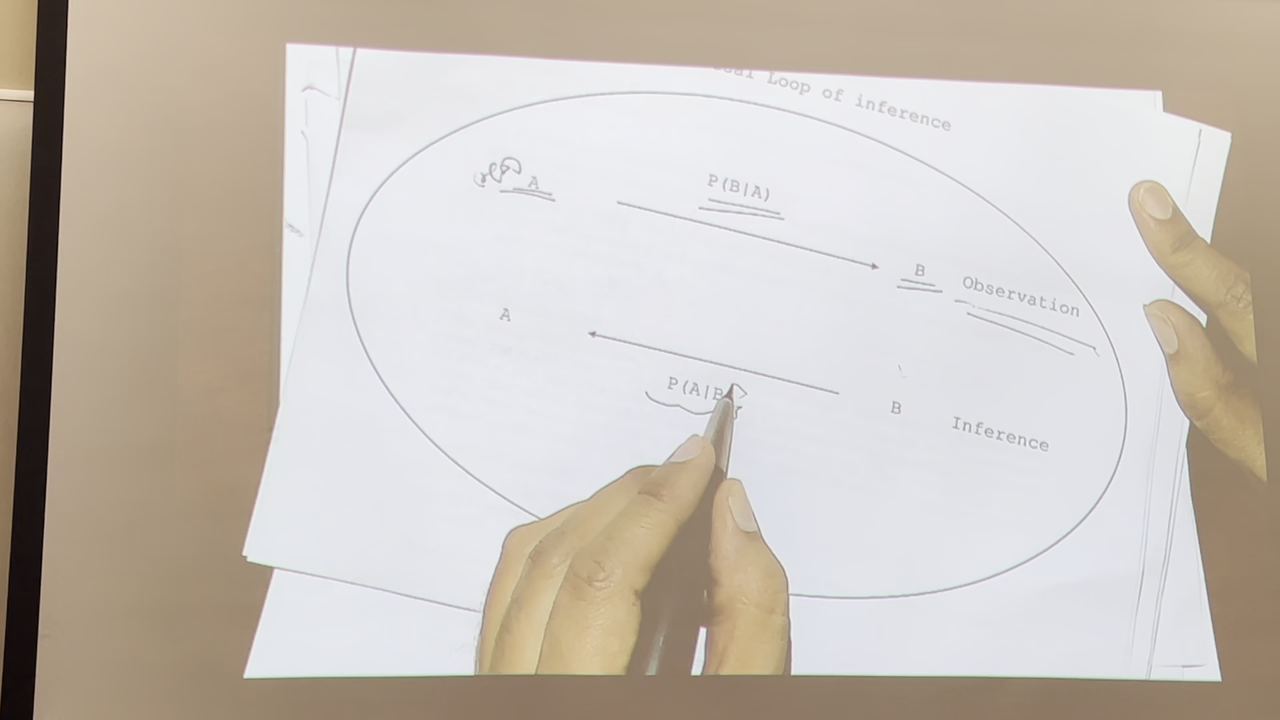 Loop of inference
A
P(B|A)
B Observation
A
P(A|B)
B Inference